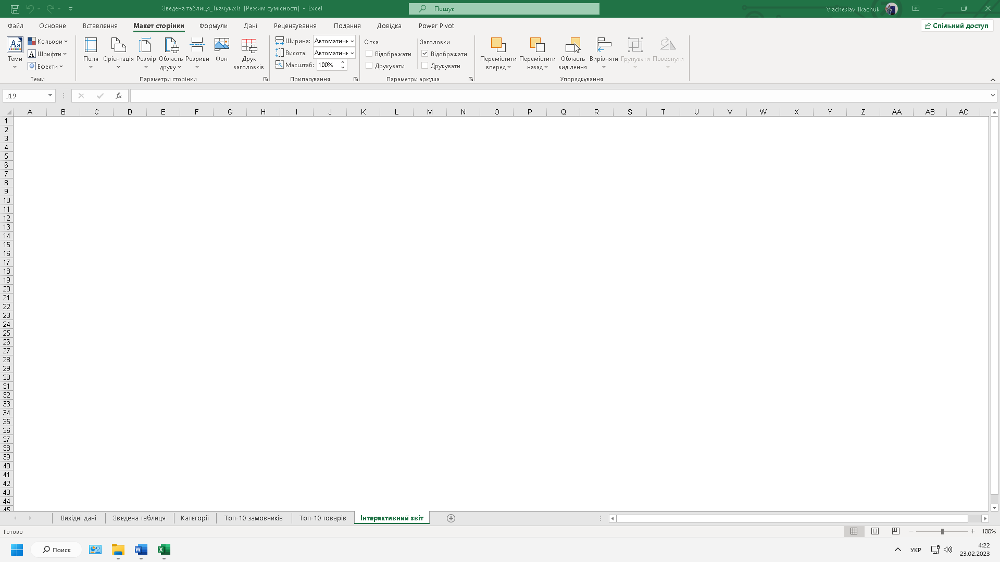 Зведена таблиця_Ткачук.xls [Режим сумісності] - Excel
Пошук
Viacheslav Tkachuk
Файл Основне Вставлення Макет сторінки Формули Дані Рецензування Подання Довідка Power Pivot
Спільний доступ
Теми
Кольори
Шрифти
Ефекти
Теми
Поля
Орієнтація
Розмір
Область друку
Розриви
Фон
Друк заголовків
Параметри сторінки
Ширина: Автоматичн
Висота: Автоматичн
Масштаб: 100%
Припасування
Сітка
Відображати
Друкувати
Заголовки
Відображати
Друкувати
Параметри аркуша
Перемістити вперед
Перемістити назад
Область виділення
Вирівняти
Групувати
Повернути
Упорядкування
J19
fx
A B C D E F G H I J K L M N O P Q R S T U V W X Y Z AA AB AC
1
2
3
4
5
6
7
8
9
10
11
12
13
14
15
16
17
18
19
20
21
22
23
24
25
26
27
28
29
30
31
32
33
34
35
36
37
38
39
40
41
42
43
44
45
Вихідні дані Зведена таблиця Категорії Топ-10 замовників Топ-10 товарів Інтерактивний звіт
Готово
100%
Поиск
УКР
4:22
23.02.2023